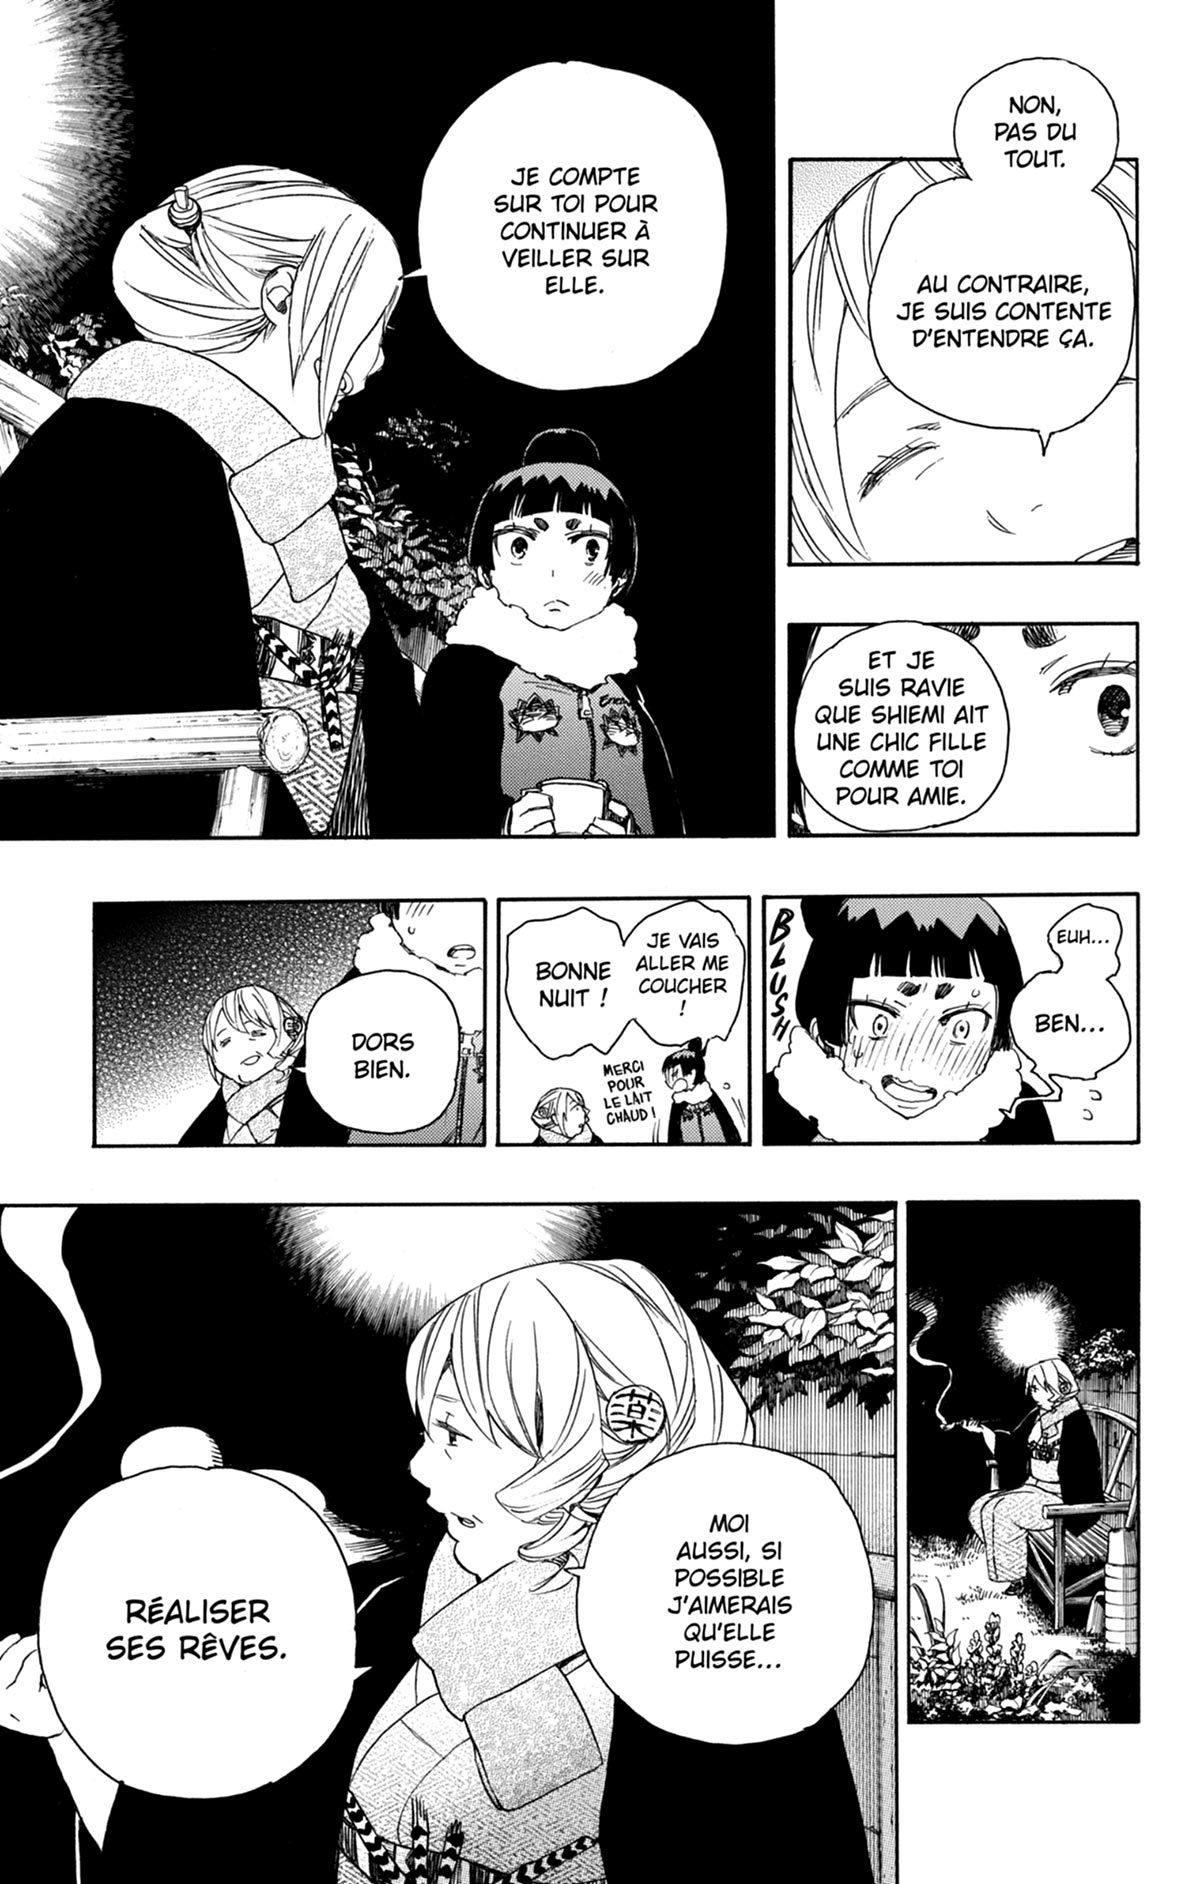 NON,
PAS DU
TOUT.
AU CONTRAIRE,
JE SUIS CONTENTE
D'ENTENDRE ÇA.
ET JE
SUIS RAVIE
QUE SHIEMI AIT
UNE CHIC FILLE
COMME TOI
POUR AMIE.
JE COMPTE
SUR TOI POUR
CONTINUER À
VEILLER SUR
ELLE.
EUH...
BEN...
BLUSH
JE VAIS
ALLER ME
COUCHER
!
BONNE
NUIT !
MERCI
POUR
LE LAIT
CHAUD !
DORS
BIEN.
MOI
AUSSI, SI
POSSIBLE
J'AIMERAIS
QU'ELLE
PUISSE...
RÉALISER
SES RÊVES.